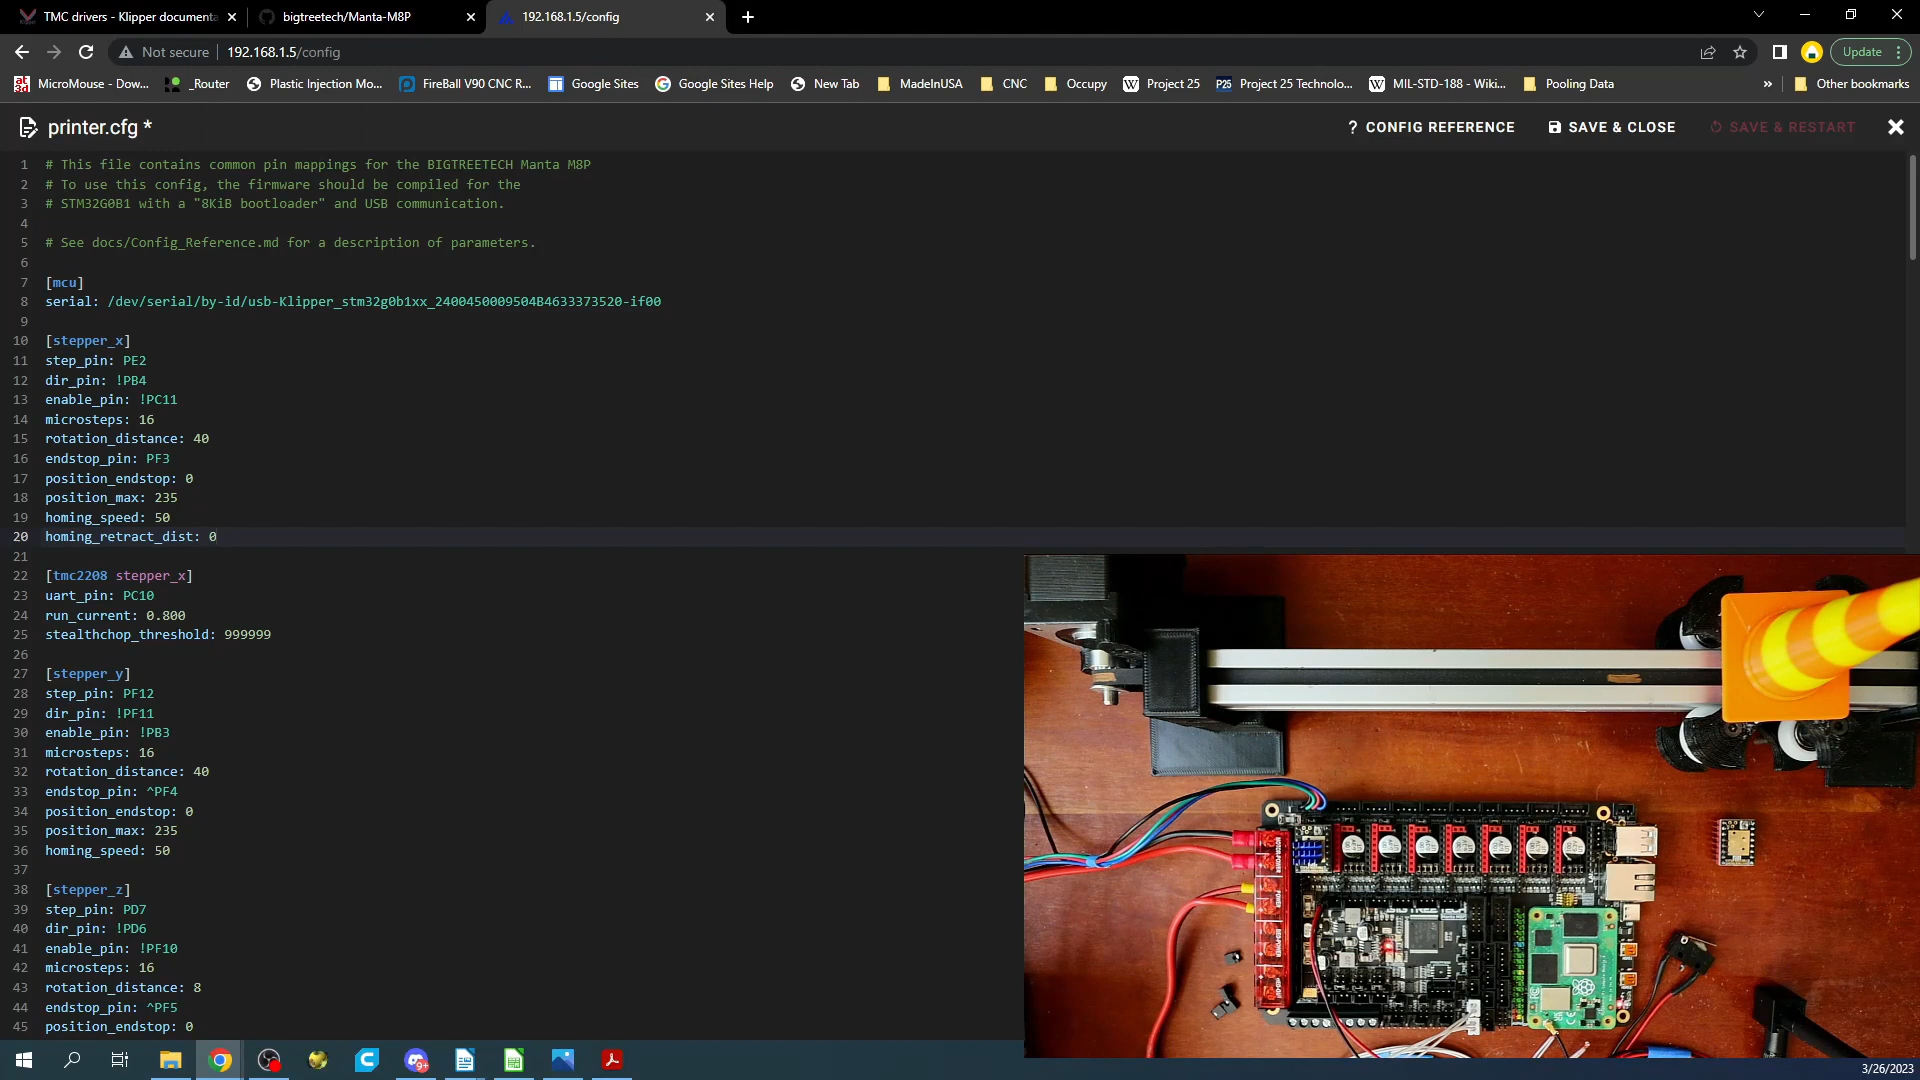 TMC drivers - Klipper documenta
bigtreetech/Manta-M8P
192.168.1.5/config
Not secure
192.168.1.5/config
Update
MicroMouse - Dow...
_Router
Plastic Injection Mo...
FireBall V90 CNC R...
Google Sites
Google Sites Help
New Tab
MadeInUSA
CNC
Occupy
Project 25
P25
Project 25 Technolo...
MIL-STD-188 - Wiki...
Pooling Data
»
Other bookmarks
printer.cfg *
? CONFIG REFERENCE
SAVE & CLOSE
SAVE & RESTART
1 # This file contains common pin mappings for the BIGTREETECH Manta M8P
2 # To use this config, the firmware should be compiled for the
3 # STM32G0B1 with a "8KiB bootloader" and USB communication.
4
5 # See docs/Config_Reference.md for a description of parameters.
6
7 [mcu]
8 serial: /dev/serial/by-id/usb-Klipper_stm32g0b1xx_2400450009504B4633373520-if00
9
10 [stepper_x]
11 step_pin: PE2
12 dir_pin: !PB4
13 enable_pin: !PC11
14 microsteps: 16
15 rotation_distance: 40
16 endstop_pin: PF3
17 position_endstop: 0
18 position_max: 235
19 homing_speed: 50
20 homing_retract_dist: 0
21
22 [tmc2208 stepper_x]
23 uart_pin: PC10
24 run_current: 0.800
25 stealthchop_threshold: 999999
26
27 [stepper_y]
28 step_pin: PF12
29 dir_pin: !PF11
30 enable_pin: !PB3
31 microsteps: 16
32 rotation_distance: 40
33 endstop_pin: ^PF4
34 position_endstop: 0
35 position_max: 235
36 homing_speed: 50
37
38 [stepper_z]
39 step_pin: PD7
40 dir_pin: !PD6
41 enable_pin: !PF10
42 microsteps: 16
43 rotation_distance: 8
44 endstop_pin: ^PF5
45 position_endstop: 0
3/26/2023